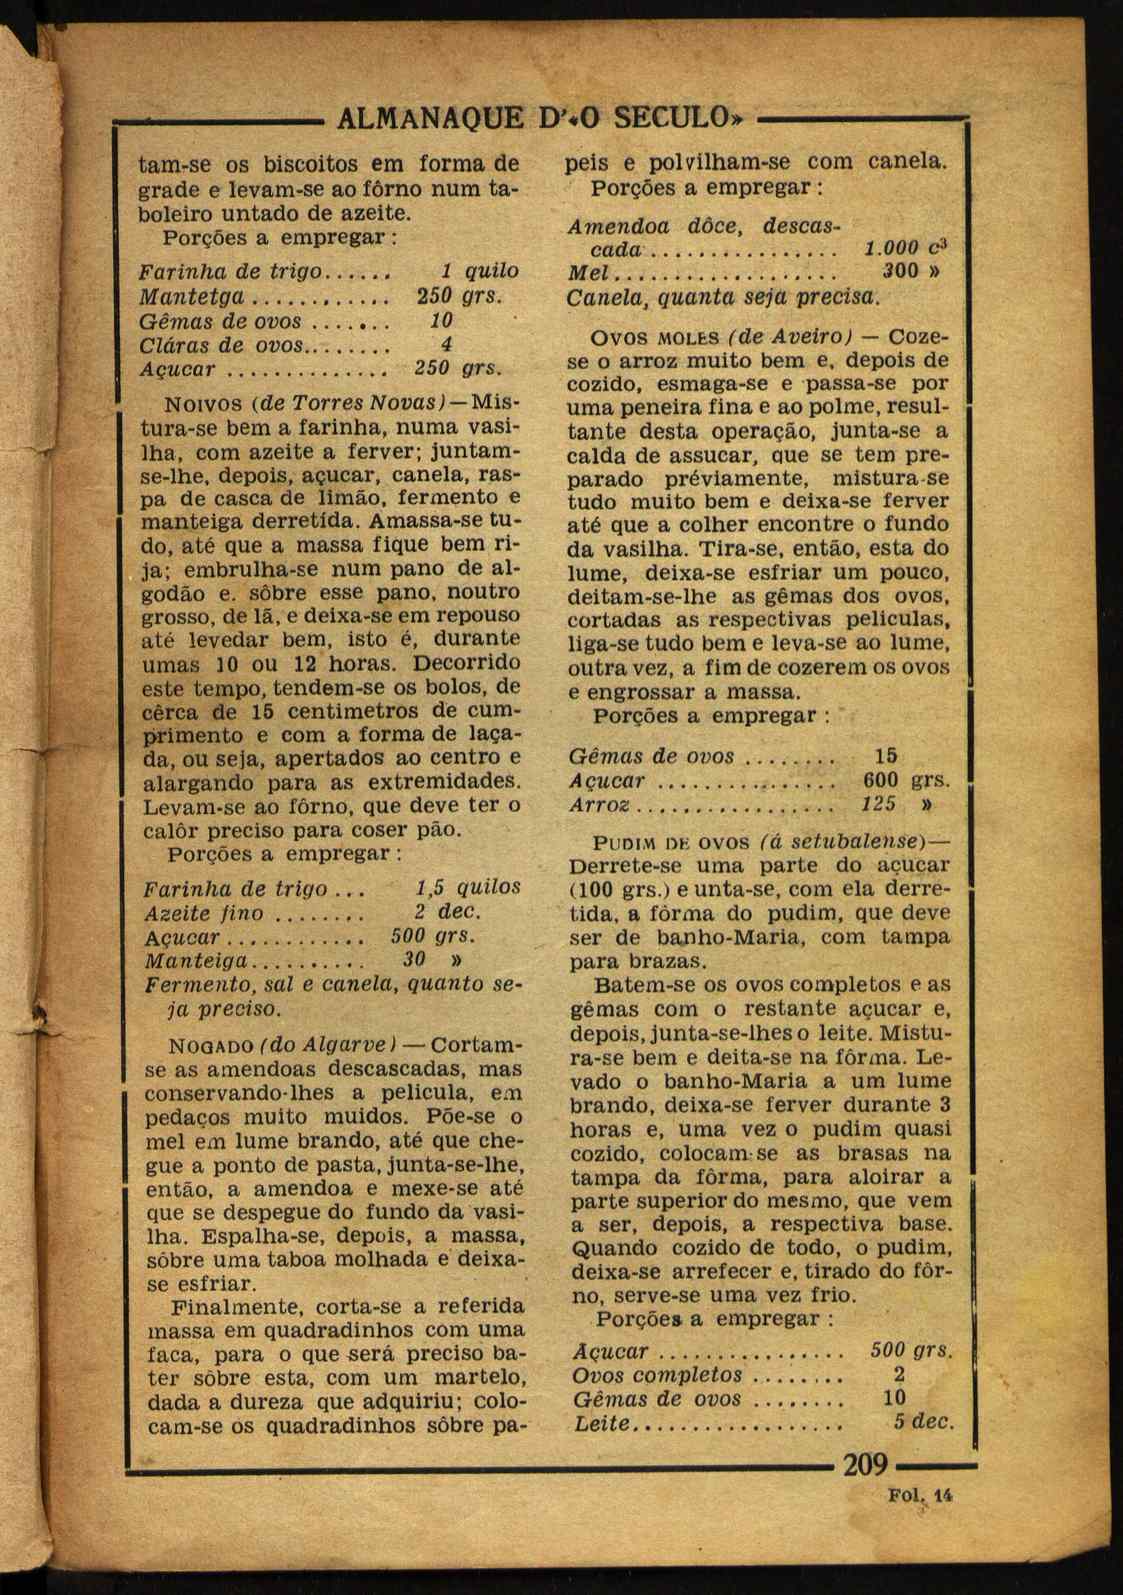 ALMANAQUE D'«O SECULO»
tam-se os biscoitos em forma de
grade e levam-se ao fôrno num ta-
boleiro untado de azeite.
Porções a empregar:
Farinha de trigo...... 1 quilo
Mantetga............ 250 grs.
Gêmas de ovos....... 10
Cláras de ovos........ 4
Açucar.............. 250 grs.
NOIVOS (de Torres Novas)—Mis-
tura-se bem a farinha, numa vasi-
lha, com azeite a ferver; juntam-
se-lhe, depois, açucar, canela, ras-
pa de casca de limão, fermento e
manteiga derretida. Amassa-se tu-
do, até que a massa fique bem ri-
ja; embrulha-se num pano de al-
godão e. sôbre esse pano, noutro
grosso, de lã, e deixa-se em repouso
até levedar bem, isto é, durante
umas 10 ou 12 horas. Decorrido
este tempo, tendem-se os bolos, de
cêrca de 15 centimetros de cum-
primento e com a forma de laça-
da, ou seja, apertados ao centro e
alargando para as extremidades.
Levam-se ao fôrno, que deve ter o
calôr preciso para coser pão.
Porções a empregar:
Farinha de trigo... 1,5 quilos
Azeite fino........ 2 dec.
Açucar............ 500 grs.
Manteiga.......... 30 »
Fermento, sal e canela, quanto se-
ja preciso.
NOGADO (do Algarve) — Cortam-
se as amendoas descascadas, mas
conservando-lhes a pelicula, em
pedaços muito muidos. Põe-se o
mel em lume brando, até que che-
gue a ponto de pasta, junta-se-lhe,
então, a amendoa e mexe-se até
que se despegue do fundo da vasi-
lha. Espalha-se, depois, a massa,
sôbre uma taboa molhada e deixa-
se esfriar.
Finalmente, corta-se a referida
massa em quadradinhos com uma
faca, para o que será preciso ba-
ter sôbre esta, com um martelo,
dada a dureza que adquiriu; colo-
cam-se os quadradinhos sôbre pa-
peis e polvilham-se com canela.
Porções a empregar:
Amendoa dôce, descas-
cada................ 1.000 c³
Mel................... 300 »
Canela, quanta seja precisa.
OVOS MOLES (de Aveiro) — Coze-
se o arroz muito bem e, depois de
cozido, esmaga-se e passa-se por
uma peneira fina e ao polme, resul-
tante desta operação, junta-se a
calda de assucar, que se tem pre-
parado préviamente, mistura-se
tudo muito bem e deixa-se ferver
até que a colher encontre o fundo
da vasilha. Tira-se, então, esta do
lume, deixa-se esfriar um pouco,
deitam-se-lhe as gêmas dos ovos,
cortadas as respectivas peliculas,
liga-se tudo bem e leva-se ao lume,
outra vez, a fim de cozerem os ovos
e engrossar a massa.
Porções a empregar:
Gêmas de ovos........ 15
Açucar............... 600 grs.
Arroz................. 125 »
PUDIM DE OVOS (á setubalense)—
Derrete-se uma parte do açucar
(100 grs.) e unta-se, com ela derre-
tida, a fôrma do pudim, que deve
ser de banho-Maria, com tampa
para brazas.
Batem-se os ovos completos e as
gêmas com o restante açucar e,
depois, junta-se-lhes o leite. Mistu-
ra-se bem e deita-se na fôrma. Le-
vado o banho-Maria a um lume
brando, deixa-se ferver durante 3
horas e, uma vez o pudim quasi
cozido, colocam-se as brasas na
tampa da fôrma, para aloirar a
parte superior do mesmo, que vem
a ser, depois, a respectiva base.
Quando cozido de todo, o pudim,
deixa-se arrefecer e, tirado do fôr-
no, serve-se uma vez frio.
Porções a empregar:
Açucar................ 500 grs.
Ovos completos........ 2
Gêmas de ovos........ 10
Leite.................. 5 dec.
209
Fol. 14